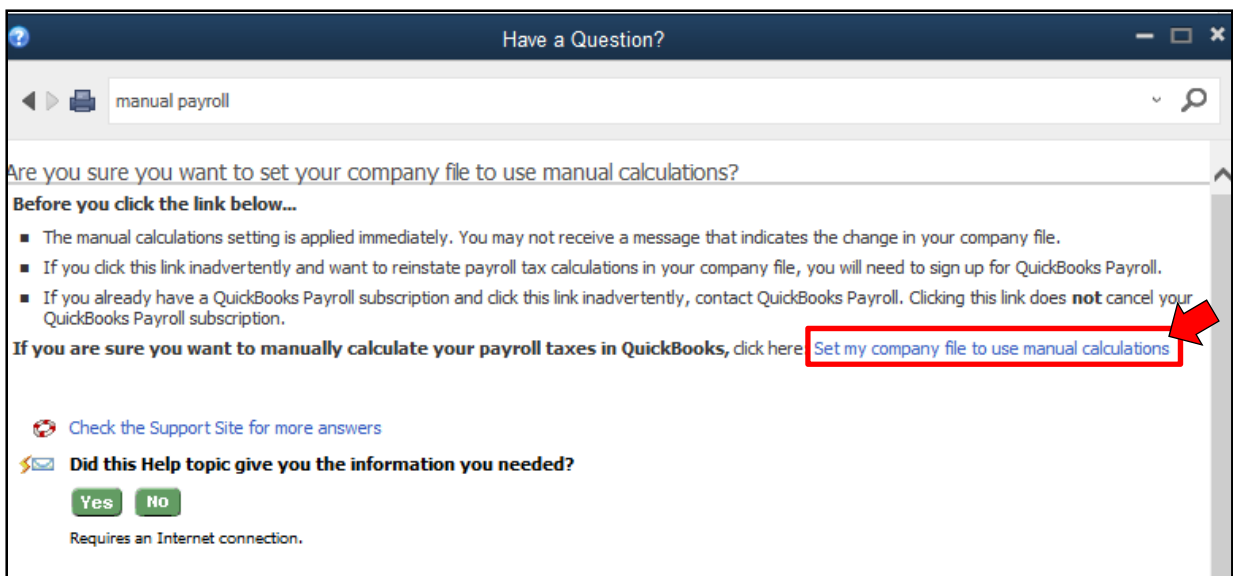 Have a Question?
manual payroll
Are you sure you want to set your company file to use manual calculations?
Before you click the link below...
The manual calculations setting is applied immediately. You may not receive a message that indicates the change in your company file.
If you click this link inadvertently and want to reinstate payroll tax calculations in your company file, you will need to sign up for QuickBooks Payroll.
If you already have a QuickBooks Payroll subscription and click this link inadvertently, contact QuickBooks Payroll. Clicking this link does not cancel your
QuickBooks Payroll subscription.
If you are sure you want to manually calculate your payroll taxes in QuickBooks, click here: Set my company file to use manual calculations
Check the Support Site for more answers
Did this Help topic give you the information you needed?
Yes No
Requires an Internet connection.